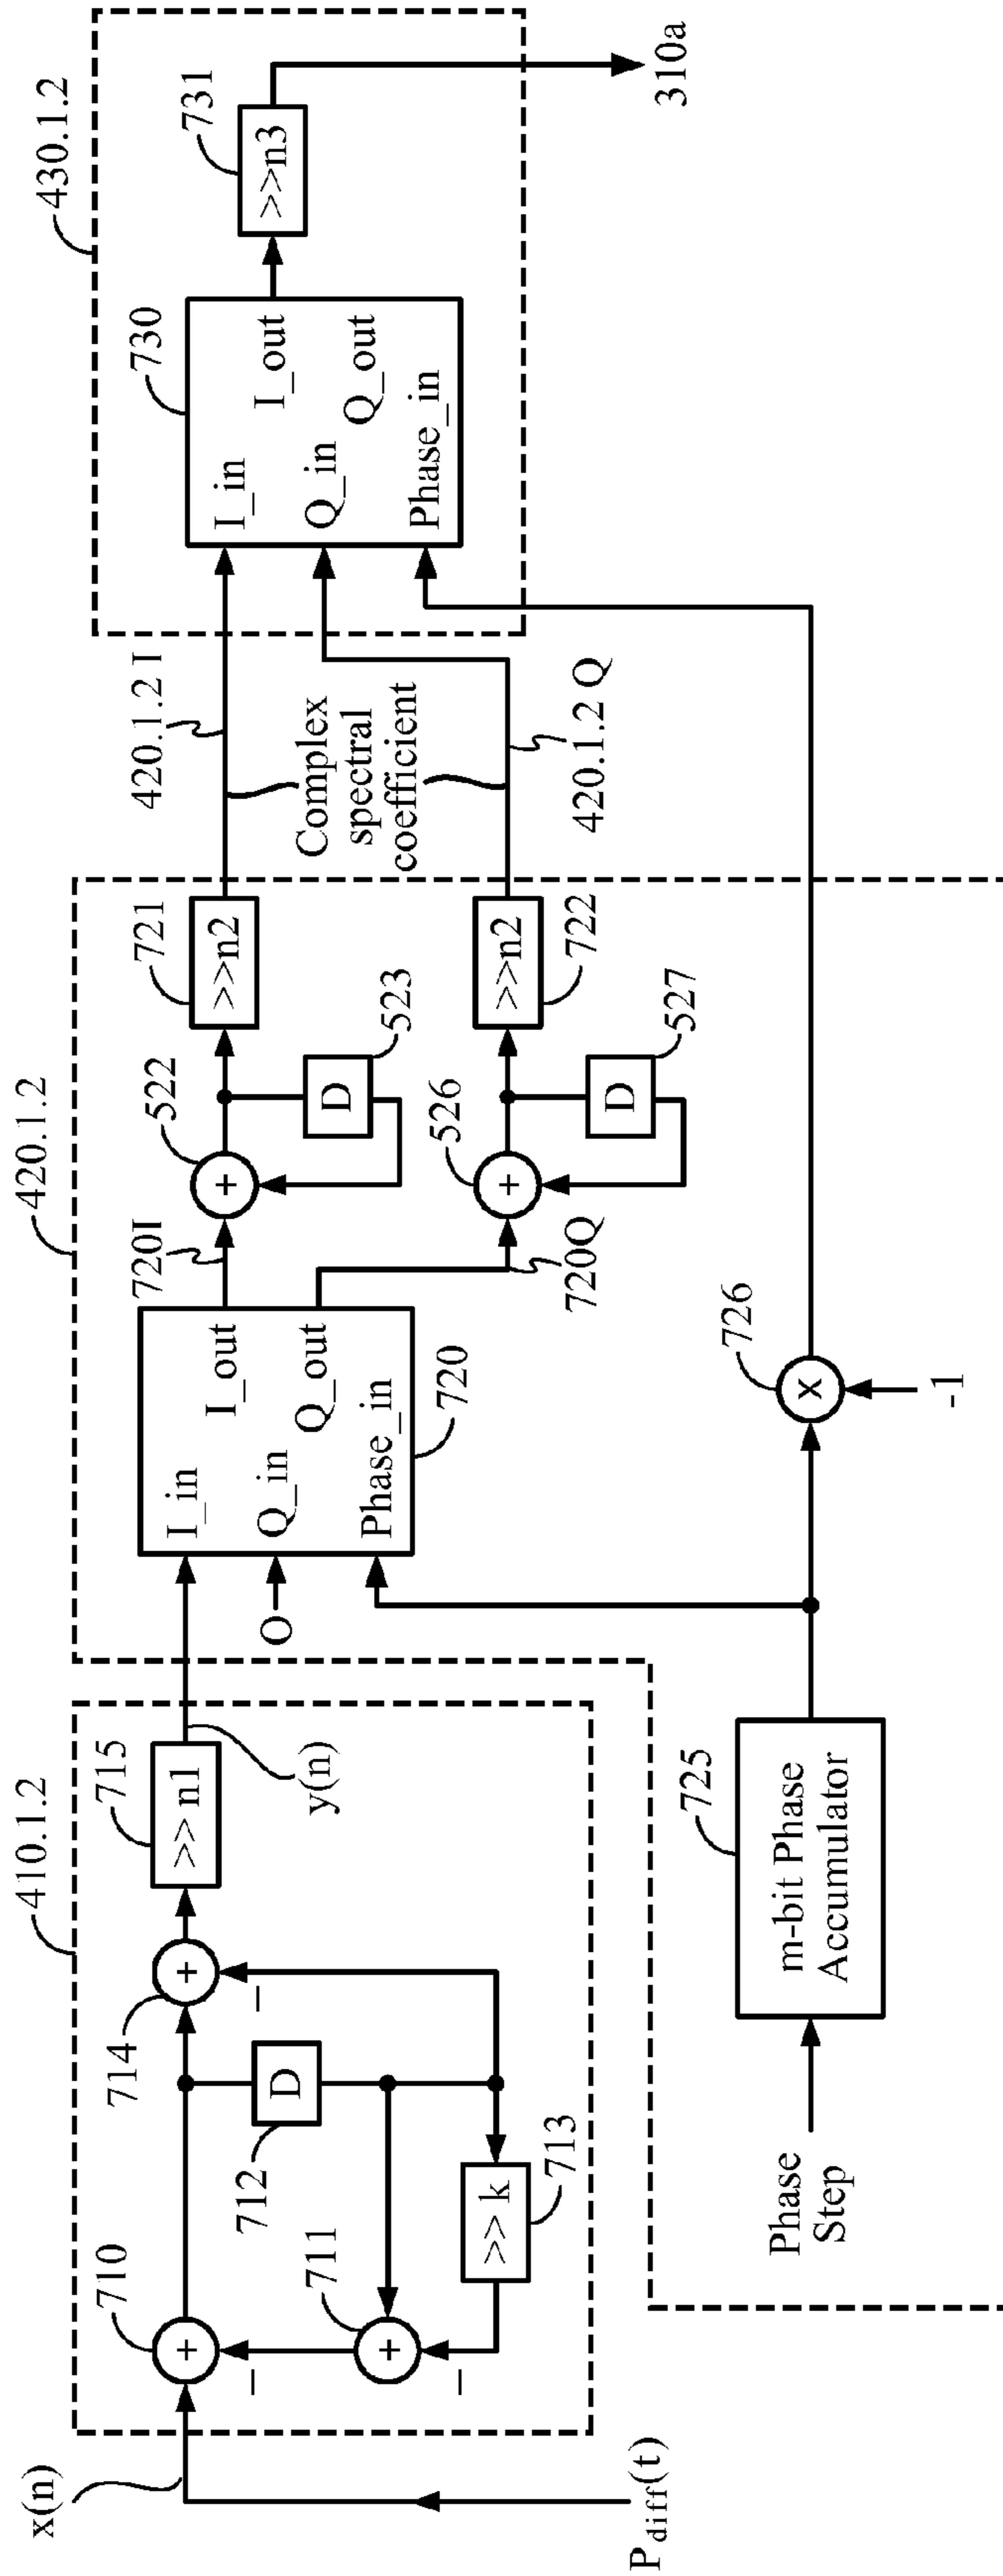 x(n)
P_diff(t)
410.1.2
710
+
−
711
+
−
712
D
713
>> k
714
+
−
715
>> n1
y(n)
420.1.2
O
I_in
Q_in
Phase_in
I_out
Q_out
720
720I
720Q
522
+
D
523
526
+
D
527
721
>>n2
722
>>n2
Phase
Step
725
m-bit Phase
Accumulator
726
x
-1
420.1.2 I
Complex
spectral
coefficient
420.1.2 Q
430.1.2
730
I_in
Q_in
Phase_in
I_out
Q_out
731
>>n3
310a